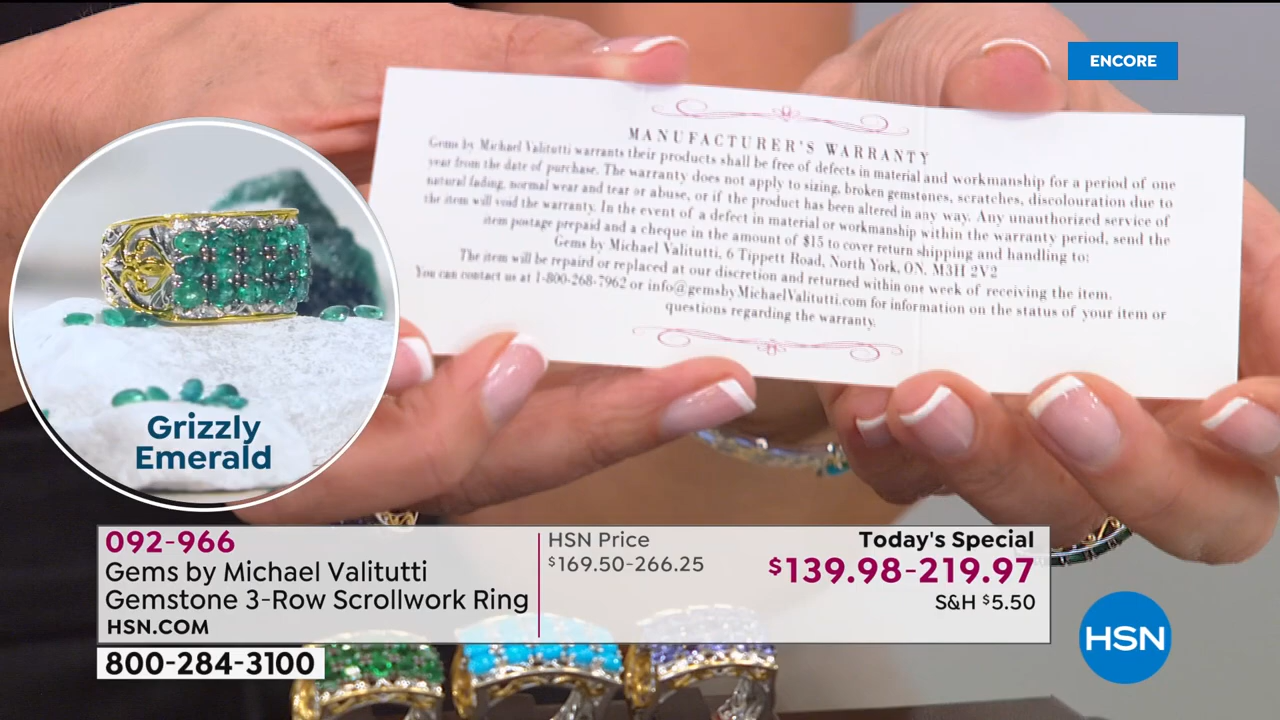 ENCORE
MANUFACTURER'S WARRANTY
Gems by Michael Valitutti warrants their products shall be free of defects in material and workmanship for a period of one
year from the date of purchase. The warranty does not apply to sizing, broken gemstones, scratches, discolouration due to
natural fading, normal wear and tear or abuse, or if the product has been altered in any way. Any unauthorized service of
the item will void the warranty. In the event of a defect in material or workmanship within the warranty period, send the
item postage prepaid and a cheque in the amount of $15 to cover return shipping and handling to:
Gems by Michael Valitutti, 6 Tippett Road, North York, ON. M3H 2V2
The item will be repaird or replaced at our discretion and returned within one week of receiving the item.
You can contact us at 1-800-268-7962 or info@gemsbyMichaelValitutti.com for information on the status of your item or
questions regarding the warranty.
Grizzly
Emerald
092-966
Gems by Michael Valitutti
Gemstone 3-Row Scrollwork Ring
HSN.COM
HSN Price
$169.50-266.25
Today's Special
$139.98-219.97
S&H $5.50
800-284-3100
HSN